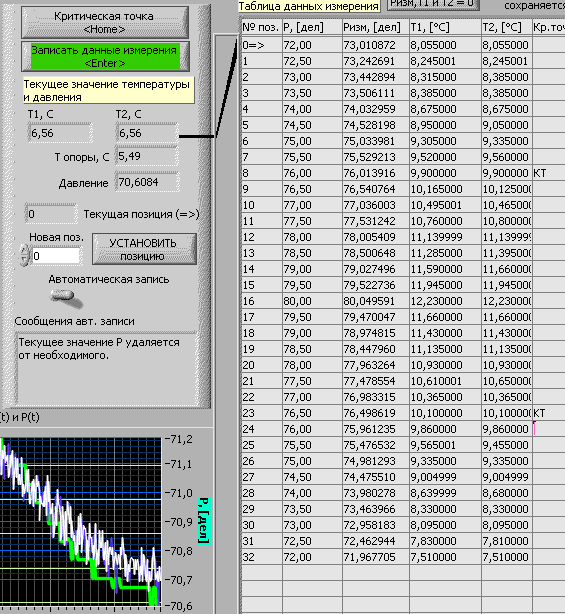 Критическая точка
<Home>
Записать данные измерения
<Enter>
Текущее значение температуры
и давления
T1, C T2, C
6,56 6,56
Т опоры, С 5,49
Давление 70,6084
0 Текущая позиция (=>)
Новая поз.
0
УСТАНОВИТЬ
позицию
Автоматическая запись
Сообщения авт. записи
Текущее значение P удаляется
от необходимого.
(t) и P(t)
-71,2
-71,1
-71,0
-70,9
-70,8
-70,7
-70,6
P, [дел]
Таблица данных измерения
Ризм,T1 и T2 = 0
сохраняется
№ поз. P, [дел] Ризм, [дел] T1, [°C] T2, [°C] Кр.точ
0=> 72,00 73,010872 8,055000 8,055000
1 72,50 73,242691 8,245001 8,245001
2 73,00 73,442894 8,315000 8,385000
3 73,50 73,506111 8,385000 8,385000
4 74,00 74,032959 8,675000 8,675000
5 74,50 74,528198 8,950000 9,050000
6 75,00 75,033981 9,305000 9,335000
7 75,50 75,529213 9,520000 9,560000
8 76,00 76,013916 9,900000 9,900000 КТ
9 76,50 76,540764 10,165000 10,125000
10 77,00 77,036003 10,495001 10,465000
11 77,50 77,531242 10,760000 10,800000
12 78,00 78,005409 11,139999 11,139999
13 78,50 78,500648 11,285000 11,395000
14 79,00 79,027496 11,590000 11,660000
15 79,50 79,522736 11,945000 11,945000
16 80,00 80,049591 12,230000 12,230000
17 79,50 79,470047 11,660000 11,660000
18 79,00 78,974815 11,430000 11,430000
19 78,50 78,447960 11,135000 11,135000
20 78,00 77,963264 10,930000 10,930000
21 77,50 77,478554 10,610001 10,650000
22 77,00 76,983315 10,365000 10,365000
23 76,50 76,498619 10,100000 10,100000 КТ
24 76,00 75,961235 9,860000 9,860000
25 75,50 75,476532 9,565001 9,455000
26 75,00 74,981293 9,335000 9,335000
27 74,50 74,475510 9,004999 9,004999
28 74,00 73,980278 8,639999 8,680000
29 73,50 73,463966 8,330000 8,330000
30 73,00 72,958183 8,095000 8,095000
31 72,50 72,462944 7,830000 7,810000
32 72,00 71,967705 7,510000 7,510000